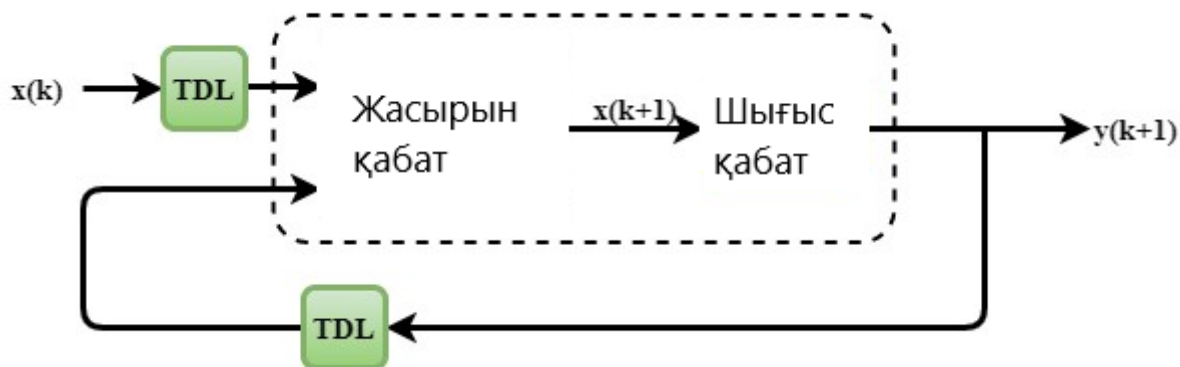 x(k)
TDL
Жасырын
қабат
x(k+1)
Шығыс
қабат
y(k+1)
TDL